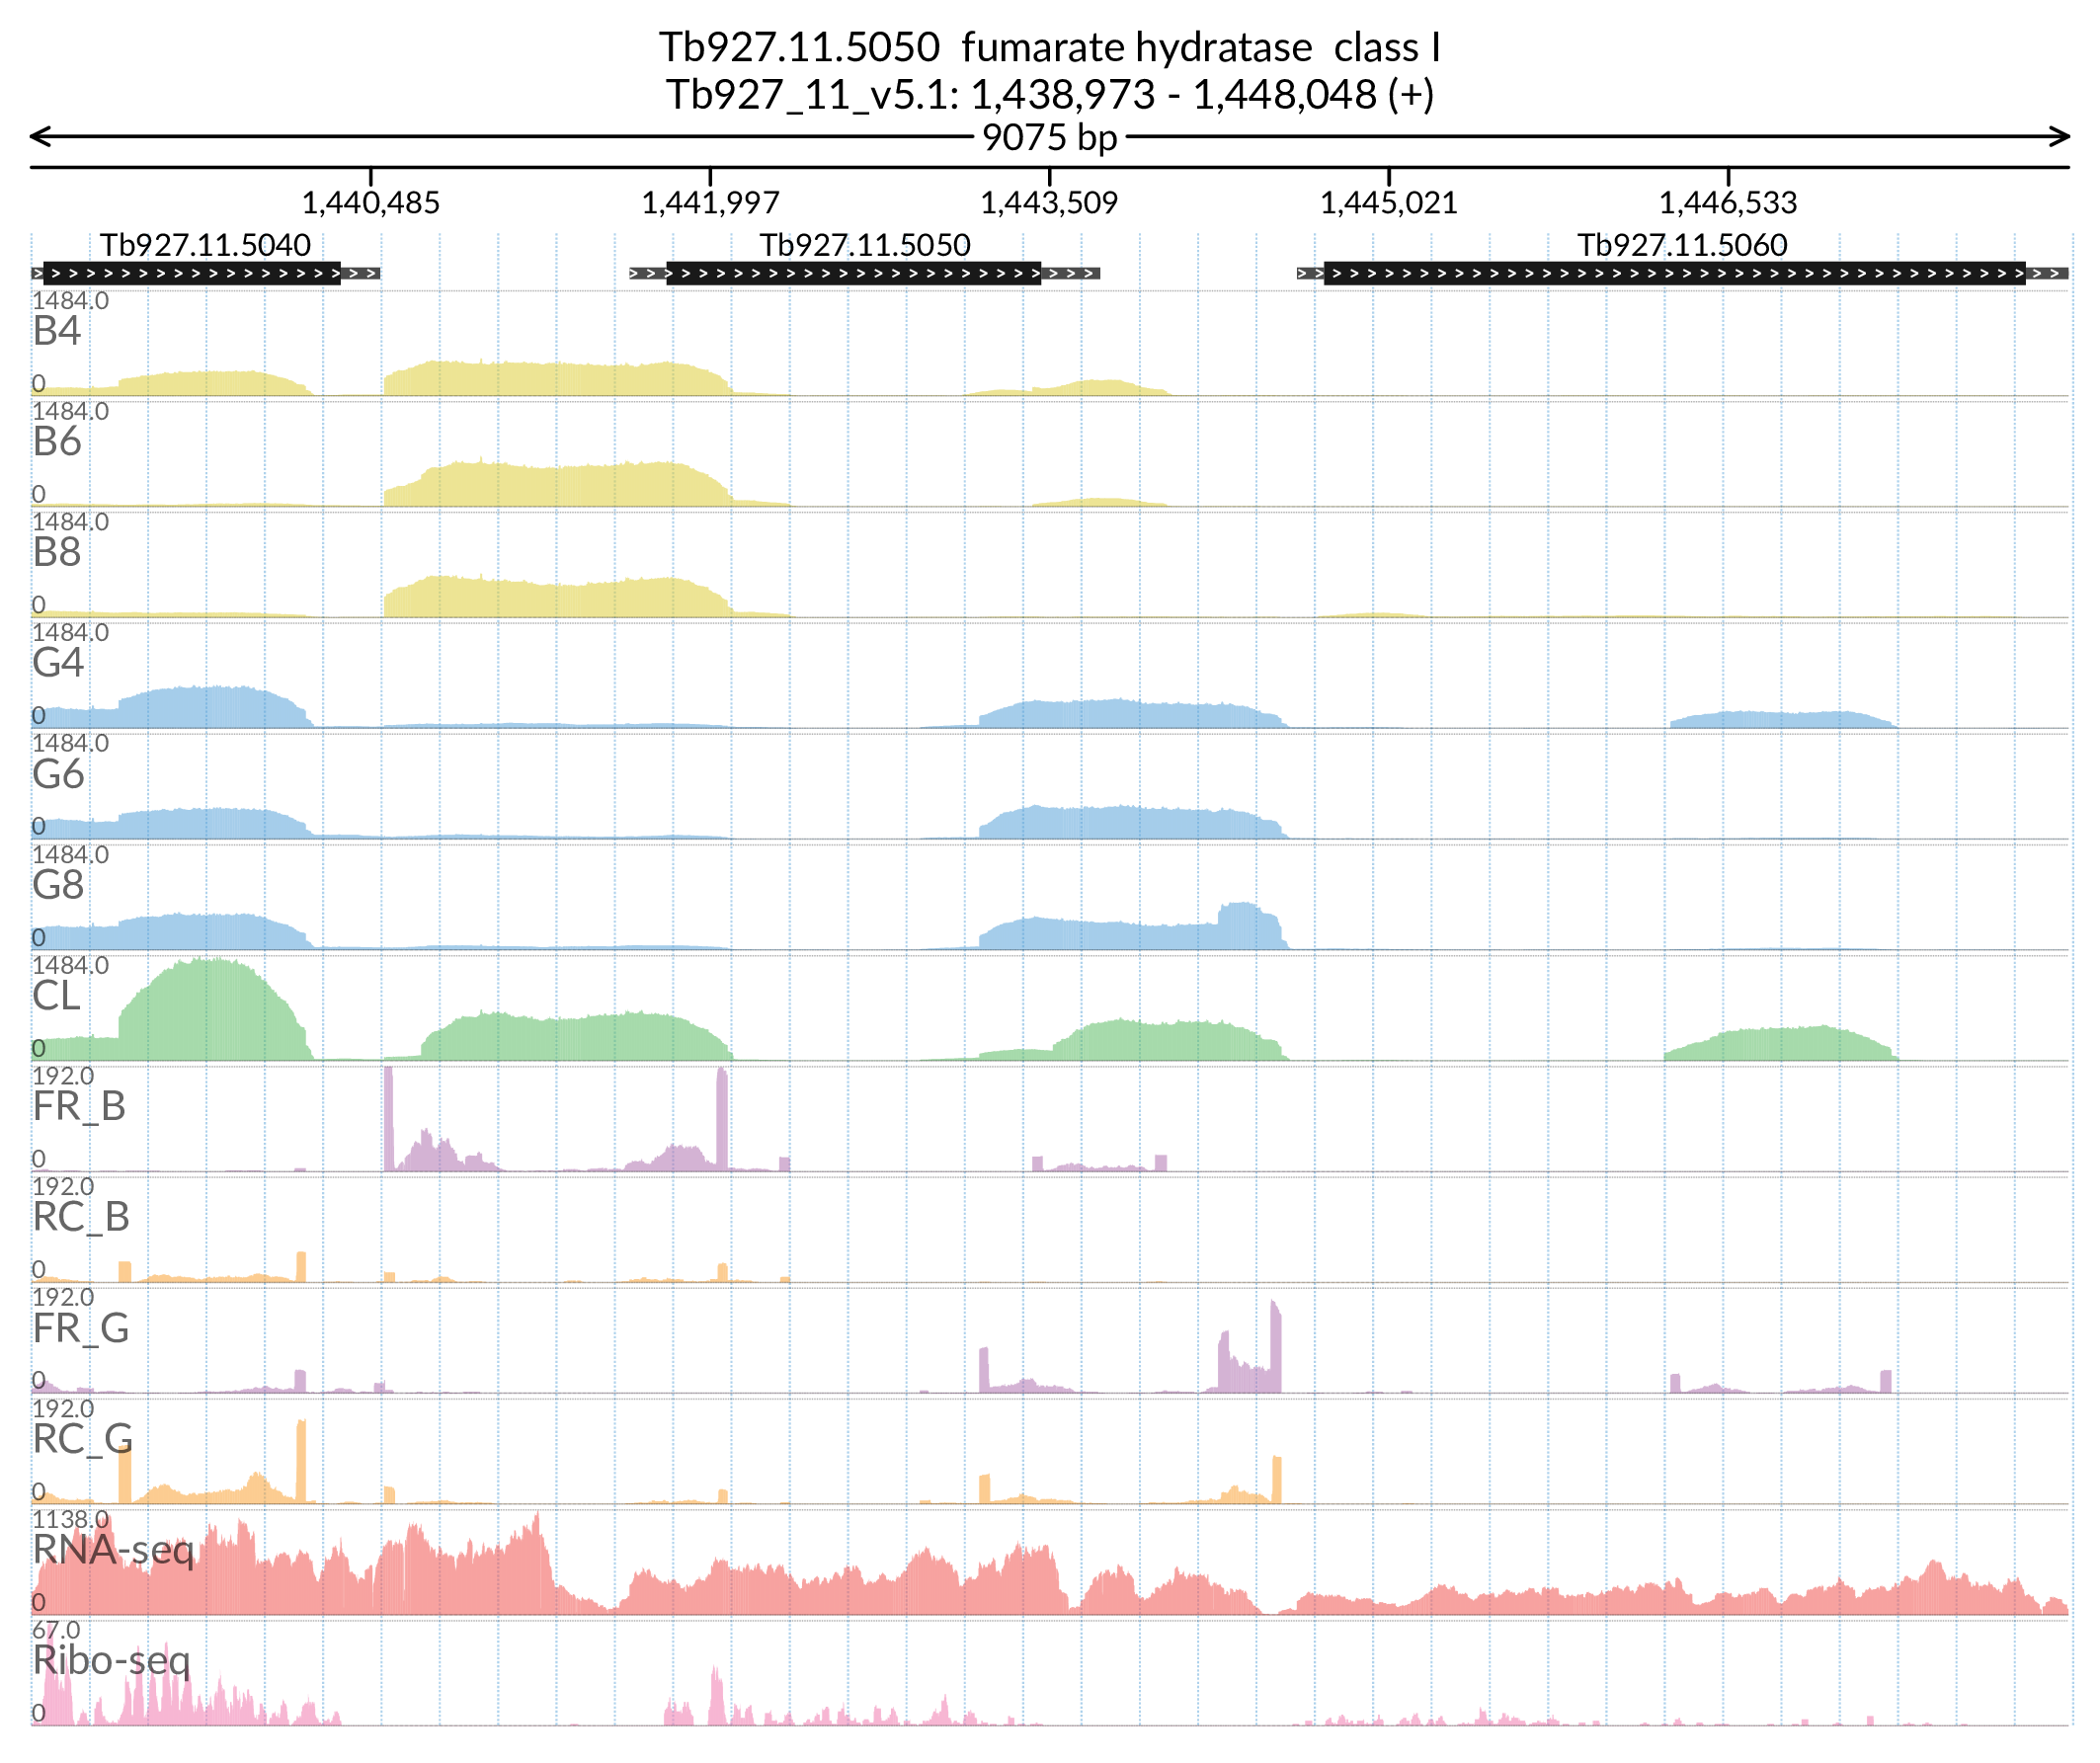 Tb927.11.5050  fumarate hydratase  class I
Tb927_11_v5.1: 1,438,973 - 1,448,048 (+)
9075 bp
1,440,485 1,441,997 1,443,509 1,445,021 1,446,533
Tb927.11.5040 Tb927.11.5050 Tb927.11.5060
1484.0
B4
0
1484.0
B6
0
1484.0
B8
0
1484.0
G4
0
1484.0
G6
0
1484.0
G8
0
1484.0
CL
0
192.0
FR_B
0
192.0
RC_B
0
192.0
FR_G
0
192.0
RC_G
0
1138.0
RNA-seq
0
67.0
Ribo-seq
0